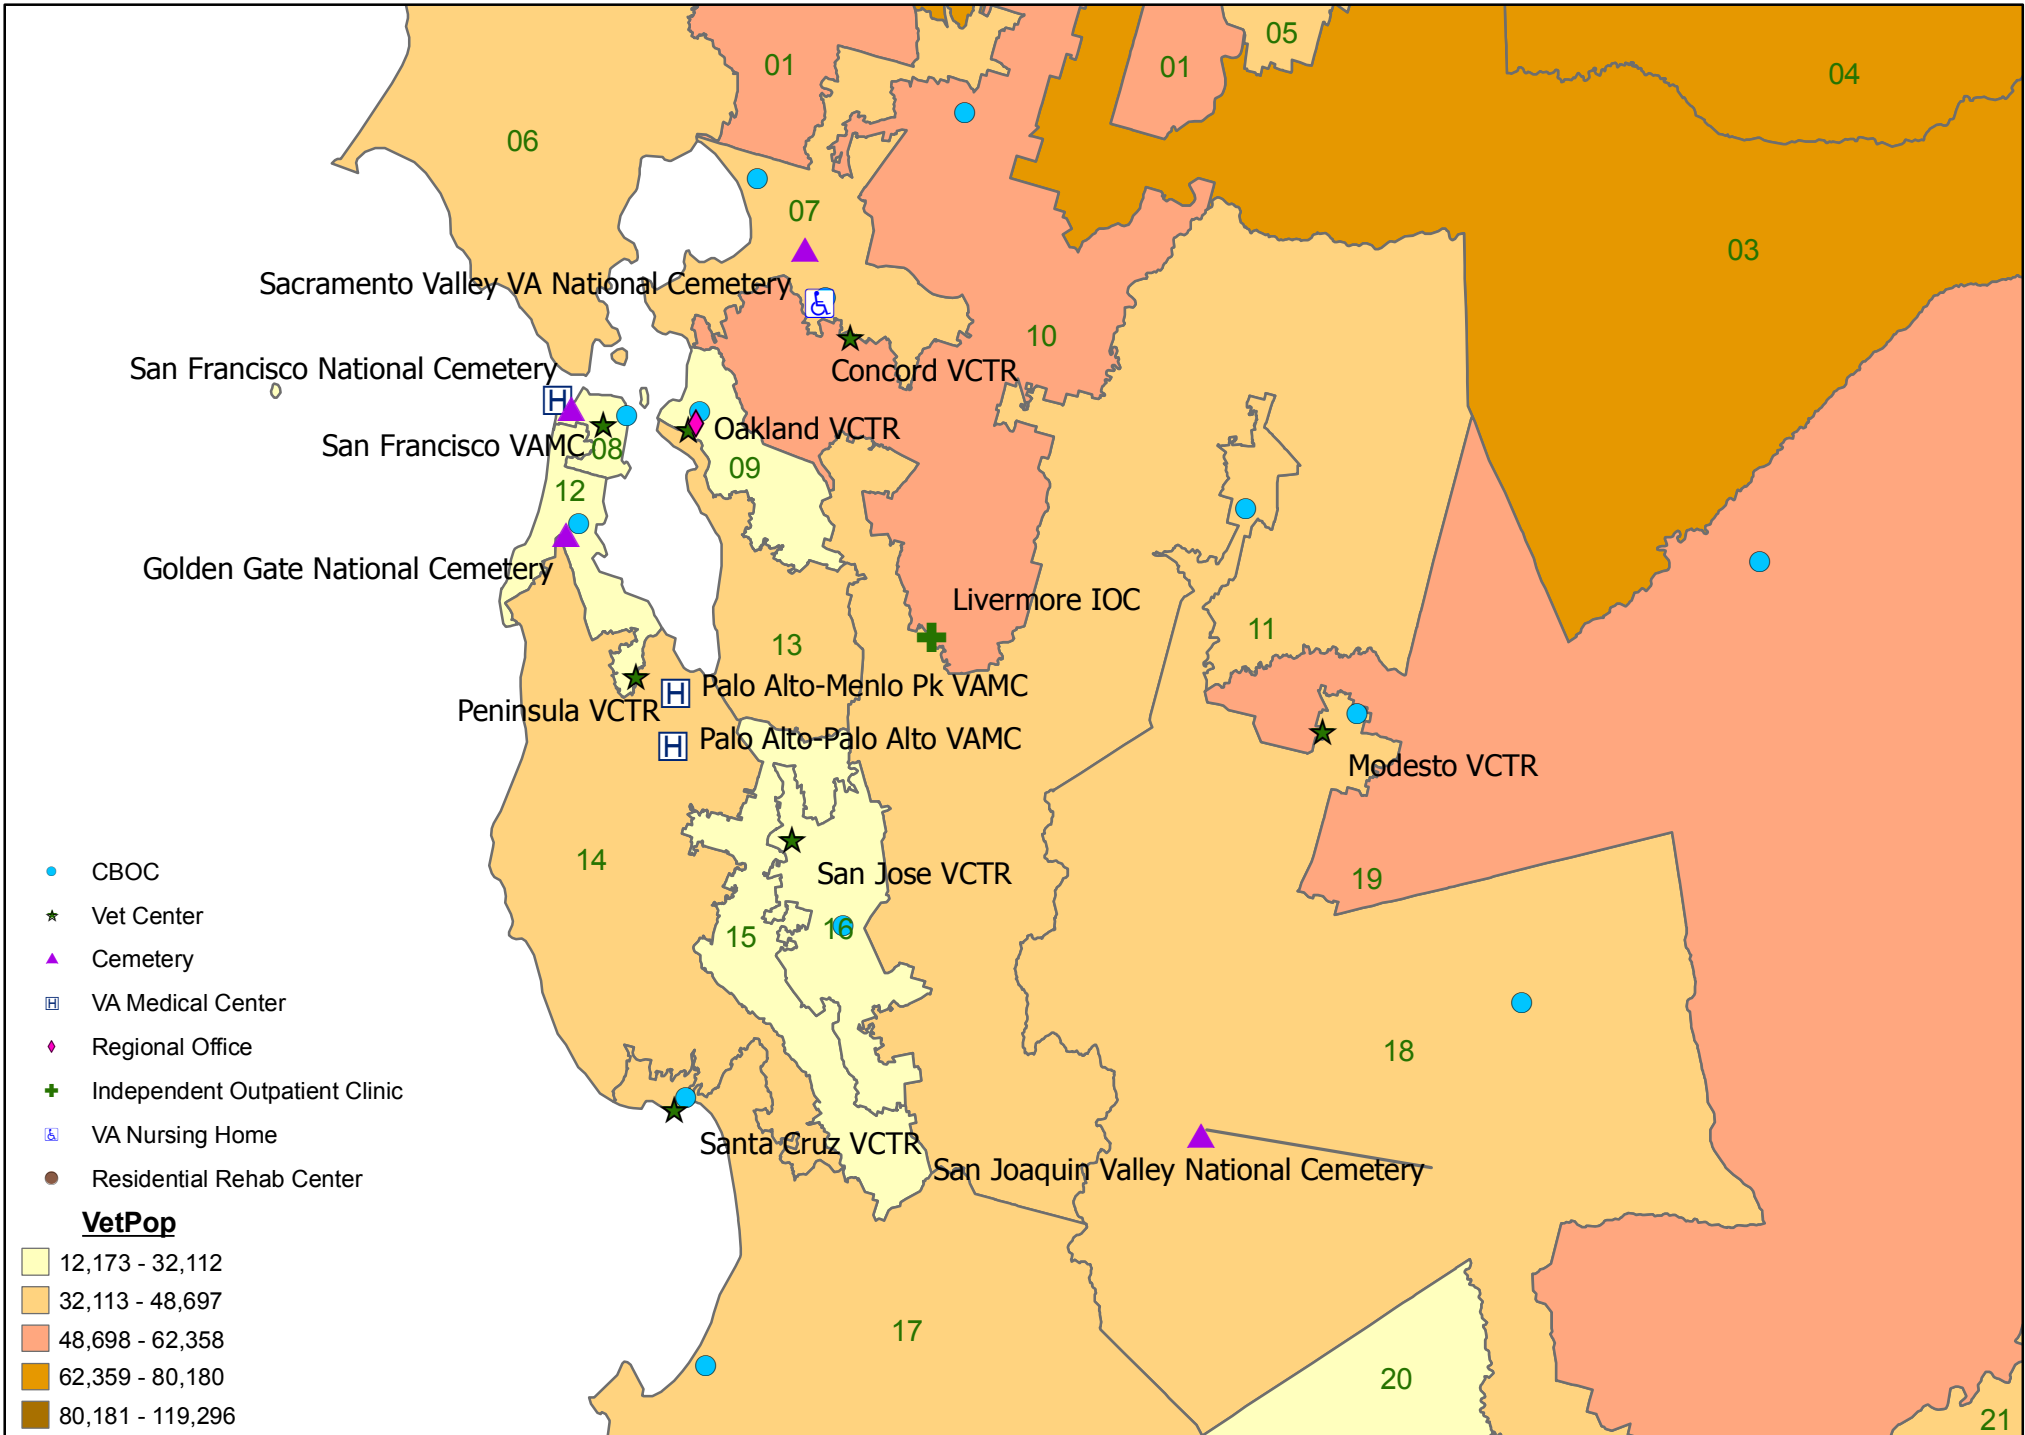 01
01
05
04
06
07
03
Sacramento Valley VA National Cemetery
10
San Francisco National Cemetery
Concord VCTR
San Francisco VAMC
08
Oakland VCTR
09
12
Golden Gate National Cemetery
Livermore IOC
11
13
Palo Alto-Menlo Pk VAMC
Peninsula VCTR
Palo Alto-Palo Alto VAMC
Modesto VCTR
14
San Jose VCTR
19
15
16
18
Santa Cruz VCTR
San Joaquin Valley National Cemetery
17
20
21
CBOC
Vet Center
Cemetery
H VA Medical Center
Regional Office
Independent Outpatient Clinic
VA Nursing Home
Residential Rehab Center
VetPop
12,173 - 32,112
32,113 - 48,697
48,698 - 62,358
62,359 - 80,180
80,181 - 119,296
H
H
H